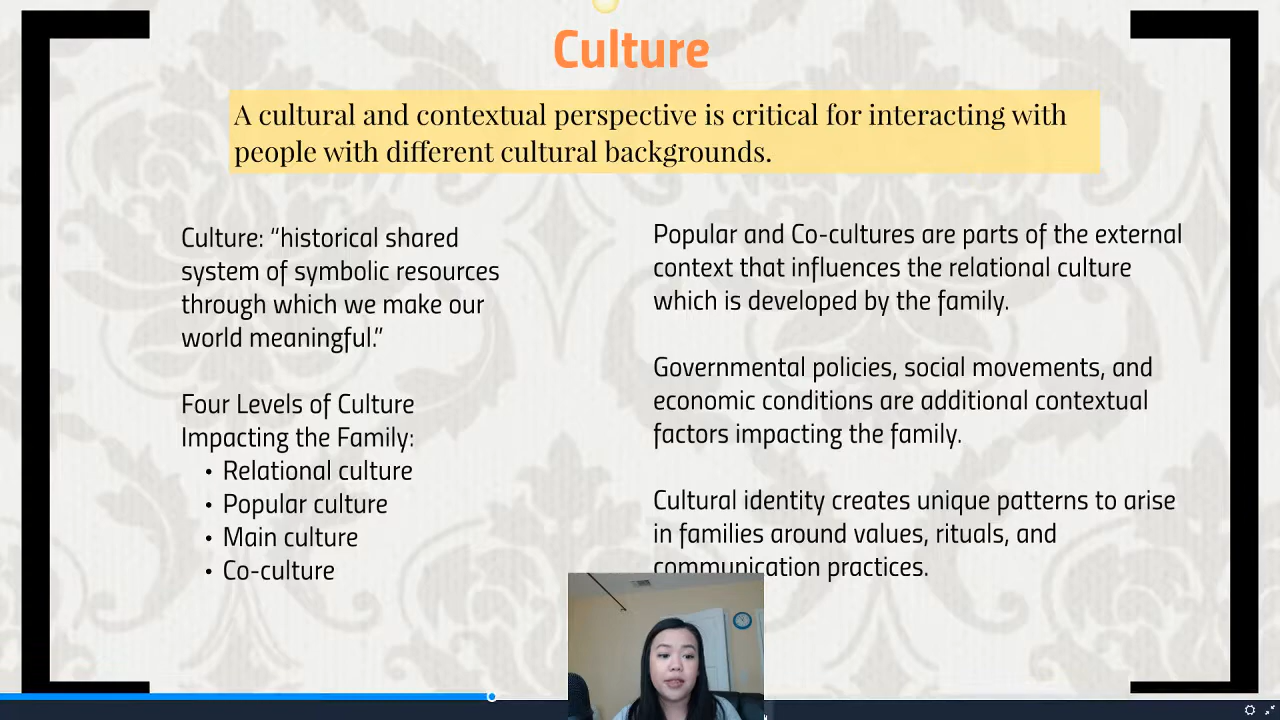 Culture
A cultural and contextual perspective is critical for interacting with
people with different cultural backgrounds.
Culture: “historical shared
system of symbolic resources
through which we make our
world meaningful.”
Four Levels of Culture
Impacting the Family:
• Relational culture
• Popular culture
• Main culture
• Co-culture
Popular and Co-cultures are parts of the external
context that influences the relational culture
which is developed by the family.
Governmental policies, social movements, and
economic conditions are additional contextual
factors impacting the family.
Cultural identity creates unique patterns to arise
in families around values, rituals, and
communication practices.